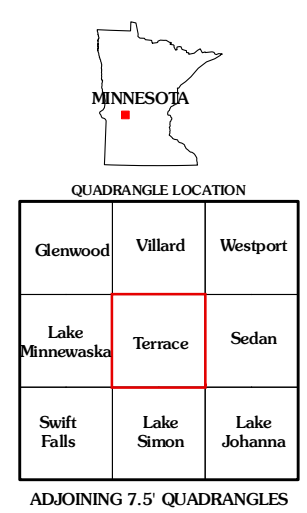 MINNESOTA
QUADRANGLE LOCATION
Glenwood Villard Westport
Lake
Minnewaska Terrace Sedan
Swift Lake Lake
Falls Simon Johanna
ADJOINING 7.5' QUADRANGLES